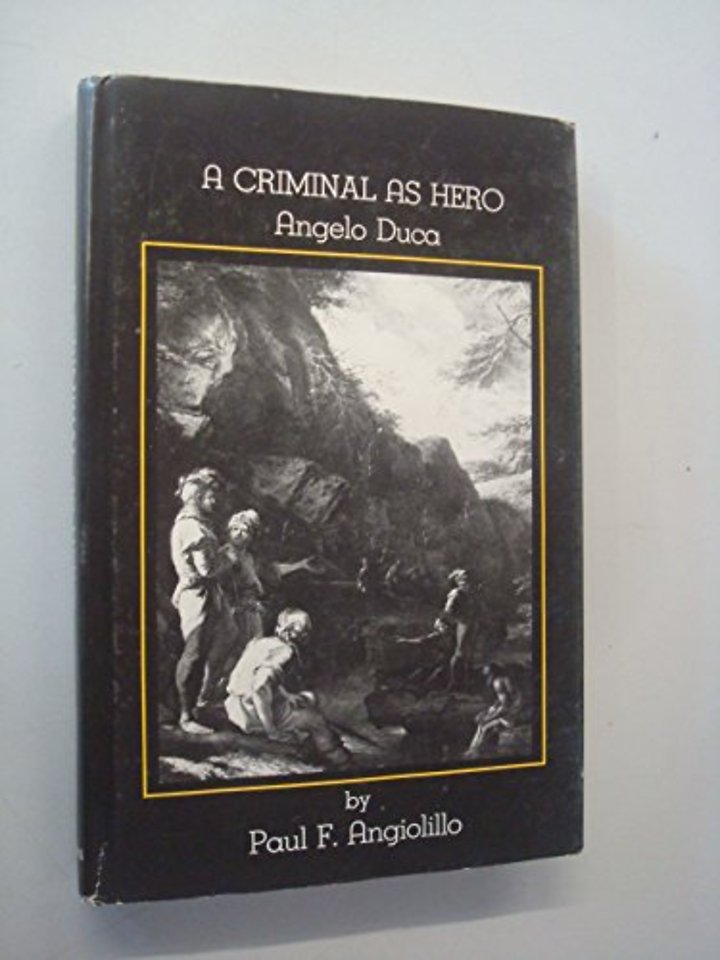 A CRIMINAL AS HERO
Angelo Duca
by
Paul F. Angiolillo